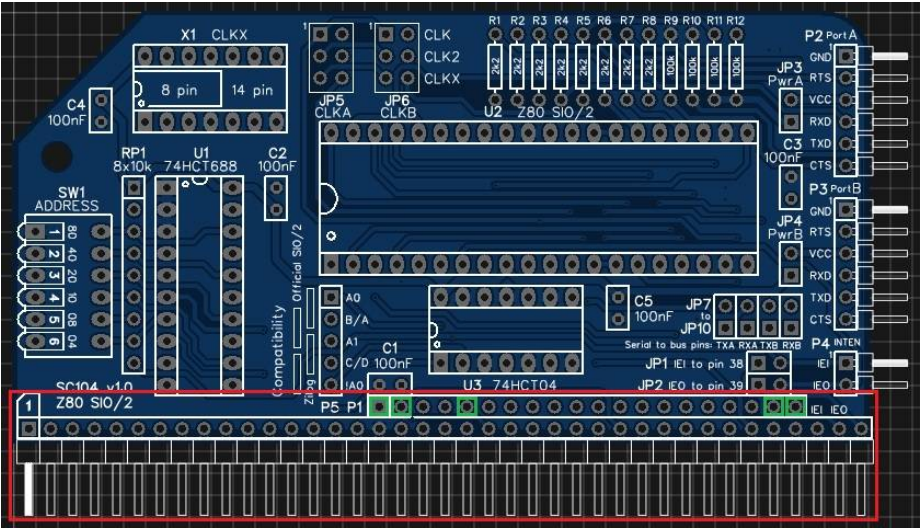 X1 CLKX
8 pin 14 pin
C4
100nF
1 1 CLK
CLK2
CLKX
JP5 JP6
CLKA CLKB
R1 R2 R3 R4 R5 R6 R7 R8 R9 R10 R11 R12
2k2 2k2 2k2 2k2 2k2 2k2 2k2 2k2 100k 100k 100k 100k
U2 Z80 SIO/2
P2 Port A
1
GND
RTS
VCC
RXD
TXD
CTS
JP3
PwrA
C3
100nF
RP1
8x10k
U1
74HCT688
C2
100nF
SW1
ADDRESS
1 80
2 40
3 20
4 10
5 08
6 04
P3 Port B
1
GND
RTS
VCC
RXD
TXD
CTS
JP4
PwrB
Compatibility
Zilog
Official SIO/2
A0
B/A
A1
C/D
!A0
P5
C1
100nF
U3 74HCT04
C5
100nF
JP7
to
JP10
Serial to bus pins: TXA RXA TXB RXB
JP1 IEI to pin 38
JP2 IEO to pin 39
P4 INTEN
1
IEI
IEO
SC104 v1.0
Z80 SIO/2
1
P1
IEI IEO